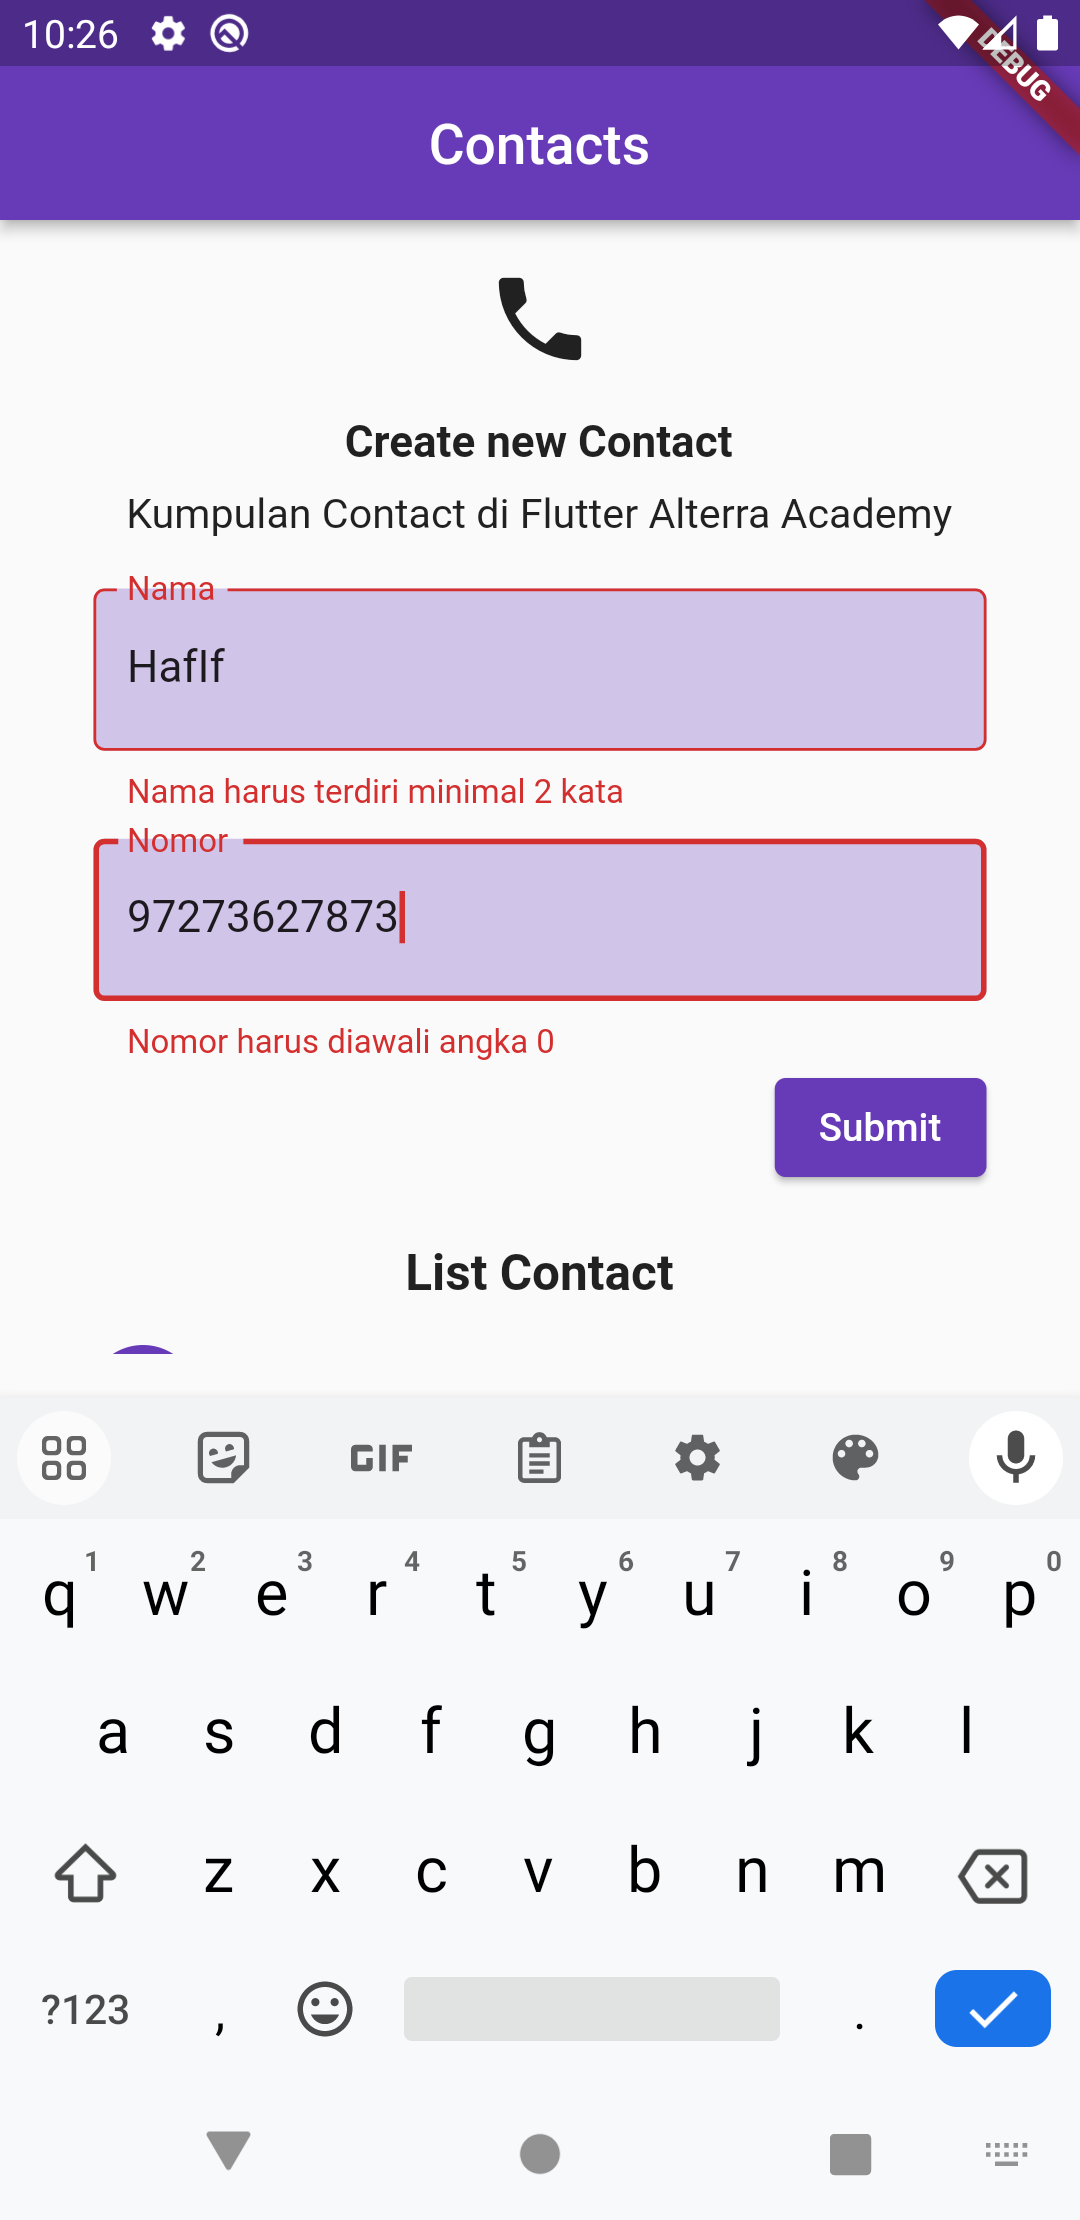 10:26
DEBUG
Contacts
Create new Contact
Kumpulan Contact di Flutter Alterra Academy
Nama
HafIf
Nama harus terdiri minimal 2 kata
Nomor
97273627873
Nomor harus diawali angka 0
Submit
List Contact
GIF
1 2 3 4 5 6 7 8 9 0
q w e r t y u i o p
a s d f g h j k l
z x c v b n m
?123 , .